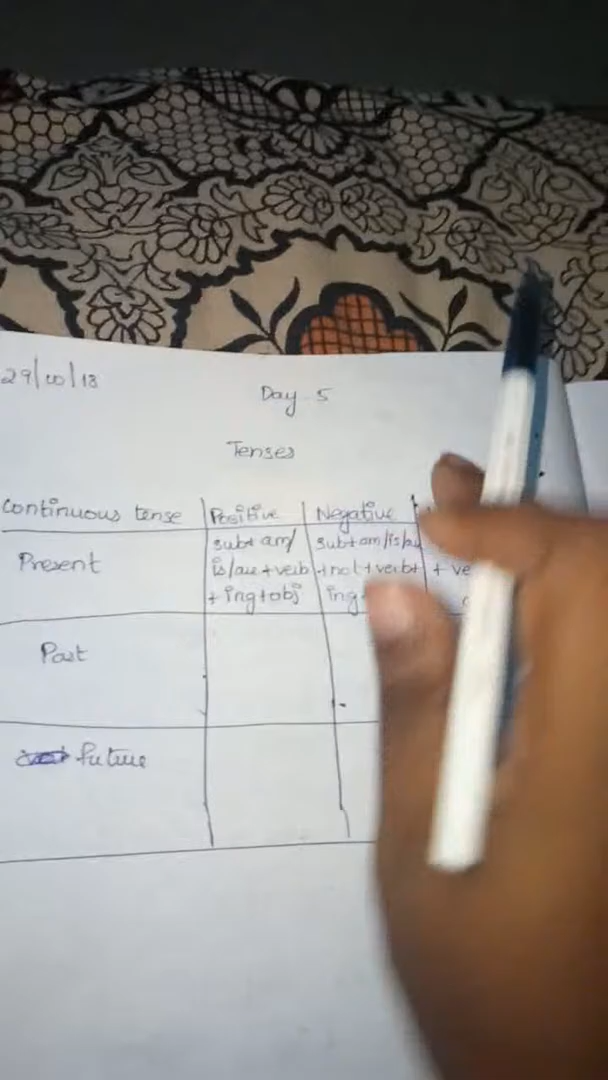 29/10/18
Day 5
Tenses
Continuous tense Positive Negative
Present
sub+ am/ sub+am/is/au
is/are + verb +not+verb+ + ve
+ ing+obj ing
Past
future